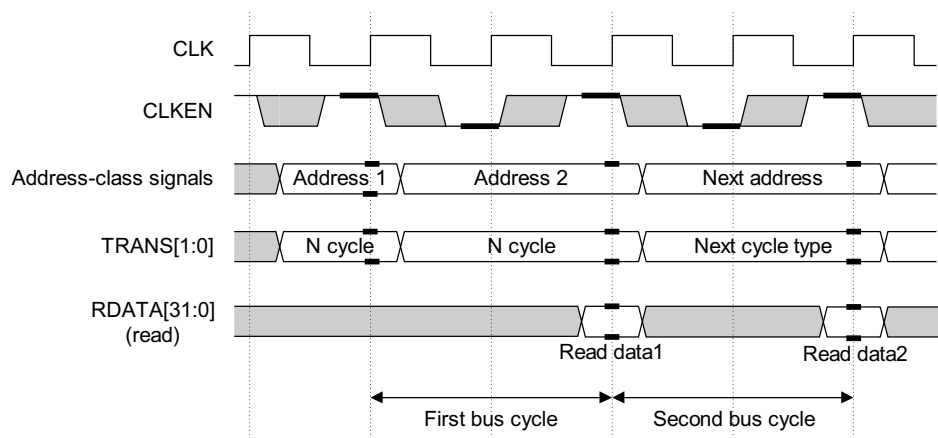 CLK
CLKEN
Address-class signals Address 1 Address 2 Next address
TRANS[1:0] N cycle N cycle Next cycle type
RDATA[31:0]
(read)
Read data1 Read data2
First bus cycle Second bus cycle